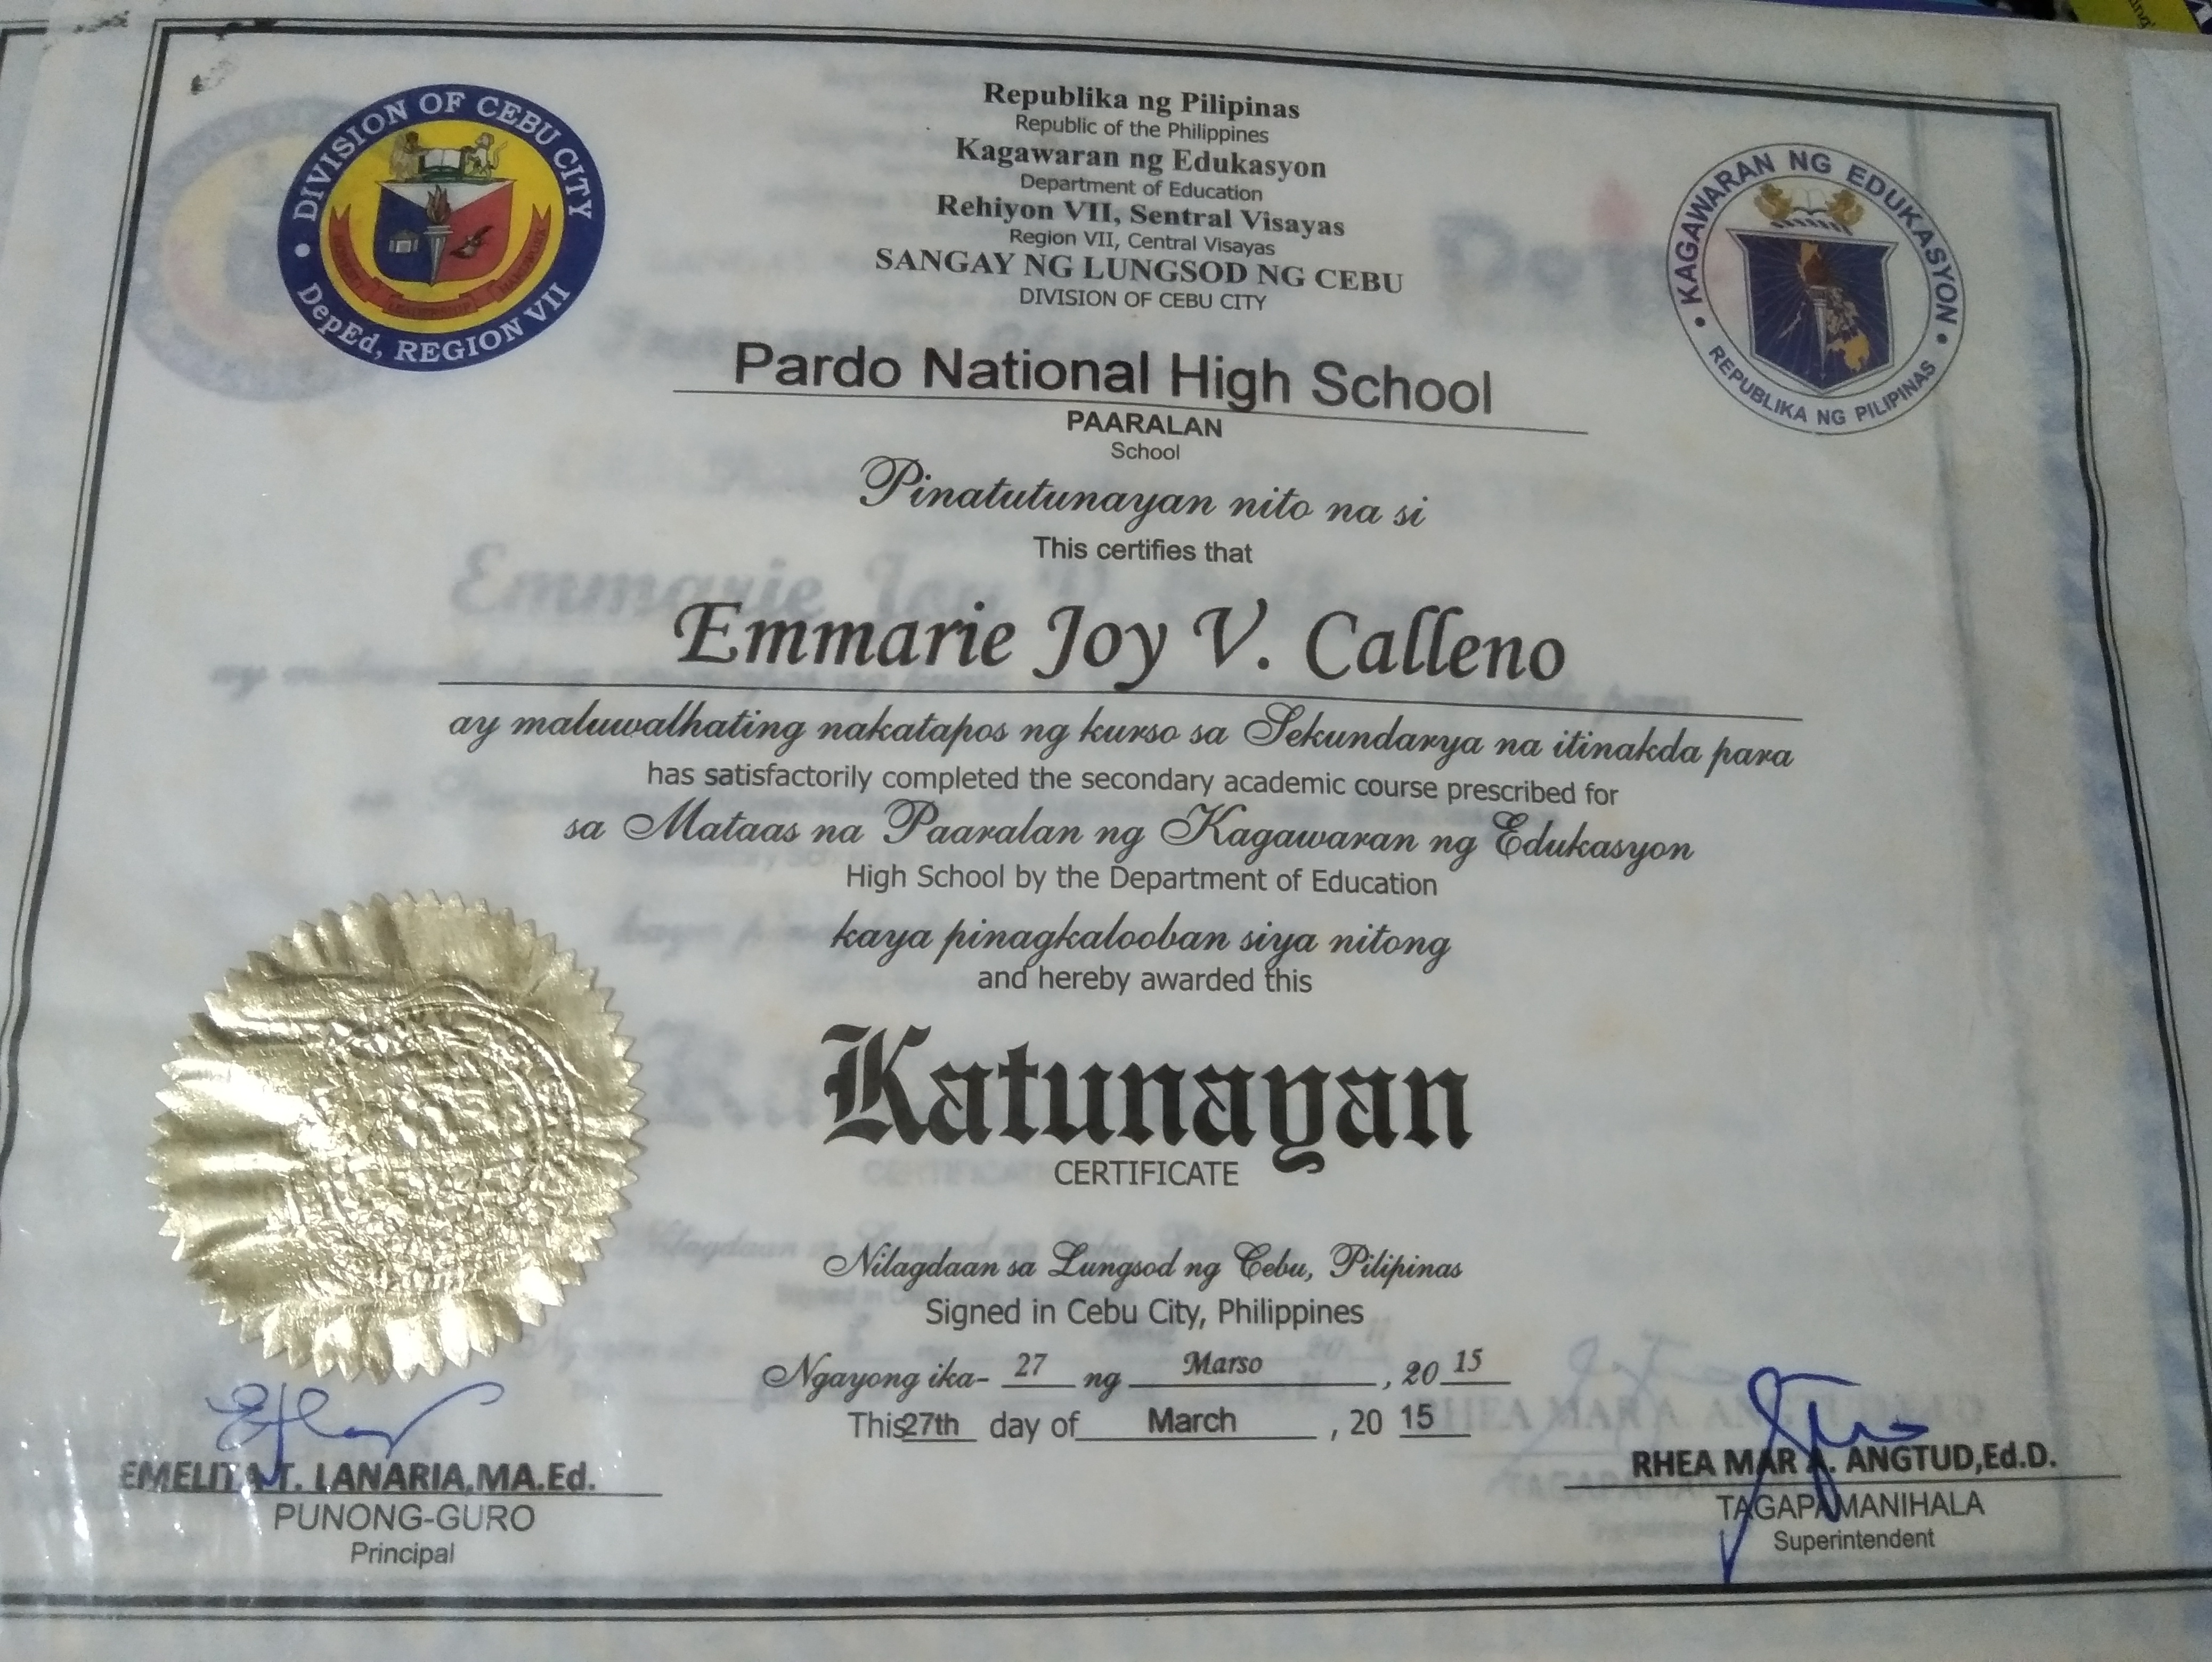 DIVISION OF CEBU CITY
DepEd, REGION VII
LEADERSHIP
Republika ng Pilipinas
Republic of the Philippines
Kagawaran ng Edukasyon
Department of Education
Rehiyon VII, Sentral Visayas
Region VII, Central Visayas
SANGAY NG LUNGSOD NG CEBU
DIVISION OF CEBU CITY
KAGAWARAN NG EDUKASYON
REPUBLIKA NG PILIPINAS
Pardo National High School
PAARALAN
School
Pinatutunayan nito na si
This certifies that
Emmarie Joy V. Calleno
ay maluwalhating nakatapos ng kurso sa Sekundarya na itinakda para
has satisfactorily completed the secondary academic course prescribed for
sa Mataas na Paaralan ng Kagawaran ng Edukasyon
High School by the Department of Education
kaya pinagkalooban siya nitong
and hereby awarded this
Katunayan
CERTIFICATE
Nilagdaan sa Lungsod ng Cebu, Pilipinas
Signed in Cebu City, Philippines
Ngayong ika- 27 ng Marso , 20 15
This 27th day of March , 20 15
EMELITA T. LANARIA,MA.Ed.
PUNONG-GURO
Principal
RHEA MAR A. ANGTUD,Ed.D.
TAGAPAMANIHALA
Superintendent